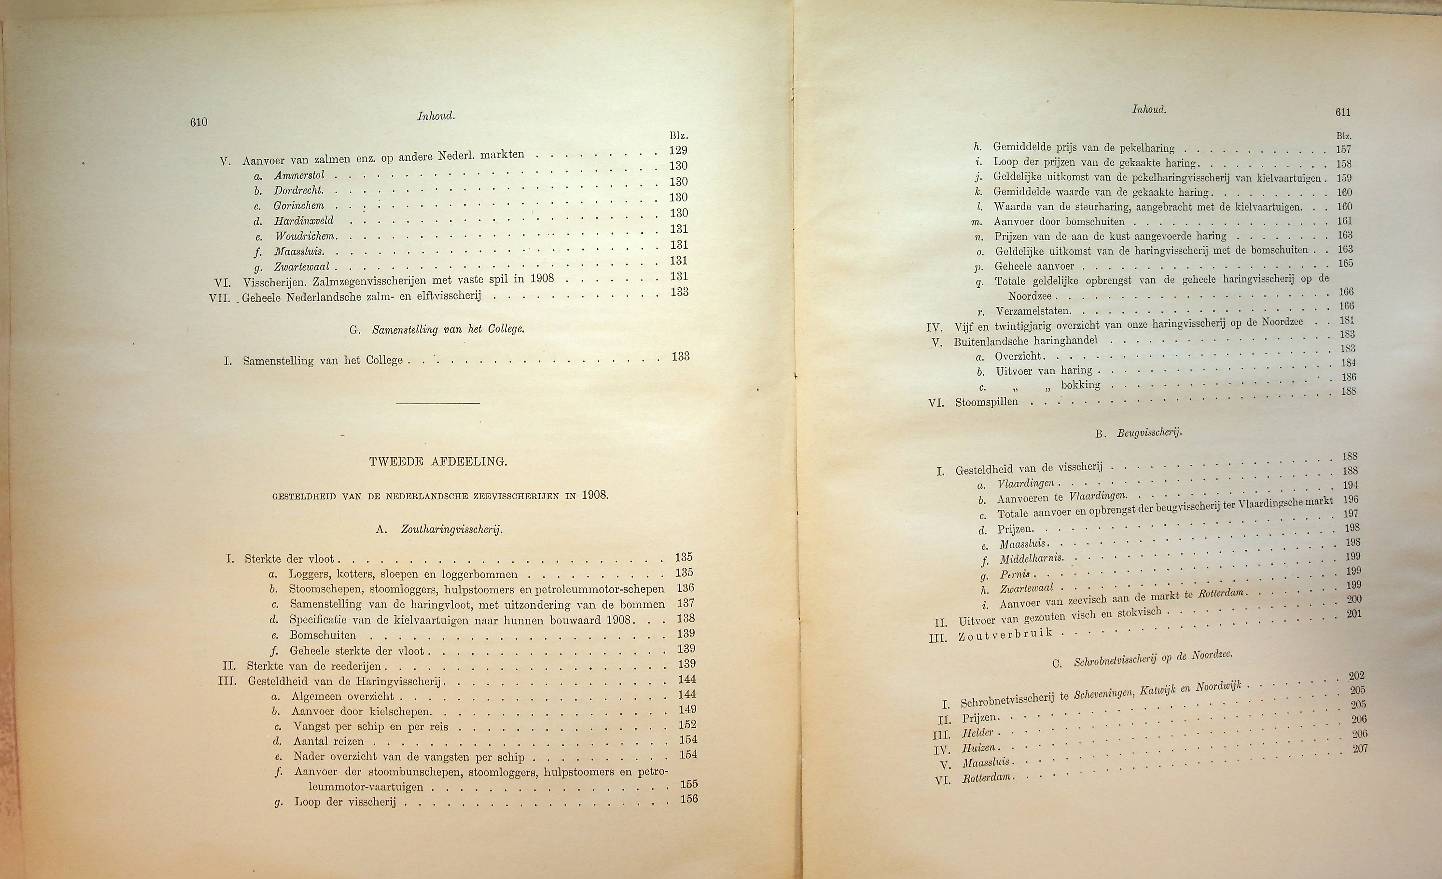 610
Inhoud.
Blz.
V. Aanvoer van zalmen enz. op andere Nederl. markten . . . . . . . . . 129
a. Ammerstol . . . . . . . . . . . . . . . . . . . . . . . 130
b. Dordrecht. . . . . . . . . . . . . . . . . . . . . . . . 130
c. Gorinchem . . . . . . . . . . . . . . . . . . . . . . . 130
d. Hardinxveld . . . . . . . . . . . . . . . . . . . . . . 130
e. Woudrichem. . . . . . . . . . . . . . . . . . . . . . . 131
f. Maassluis. . . . . . . . . . . . . . . . . . . . . . . . 131
g. Zwartewaal . . . . . . . . . . . . . . . . . . . . . . . 131
VI. Visscherijen. Zalmzegenvisscherijen met vaste spil in 1908 . . . . . . . 131
VII. Geheele Nederlandsche zalm- en elftvisscherij . . . . . . . . . . . . 133
G. Samenstelling van het College.
I. Samenstelling van het College . . . . . . . . . . . . . . . . . . 133
TWEEDE AFDEELING.
GESTELDHEID VAN DE NEDERLANDSCHE ZEEVISSCHERIJEN IN 1908.
A. Zoutharingvisscherij.
I. Sterkte der vloot. . . . . . . . . . . . . . . . . . . . . . . 135
a. Loggers, kotters, sloepen en loggerbommen . . . . . . . . . . 135
b. Stoomschepen, stoomloggers, hulpstoomers en petroleummotor-schepen 136
c. Samenstelling van de haringvloot, met uitzondering van de bommen 137
d. Specificatie van de kielvaartuigen naar hunnen bouwaard 1908. . . 138
e. Bomschuiten . . . . . . . . . . . . . . . . . . . . . 139
f. Geheele sterkte der vloot. . . . . . . . . . . . . . . . . 139
II. Sterkte van de reederijen. . . . . . . . . . . . . . . . . . . . 139
III. Gesteldheid van de Haringvisscherij. . . . . . . . . . . . . . . . 144
a. Algemeen overzicht . . . . . . . . . . . . . . . . . . . 144
b. Aanvoer door kielschepen. . . . . . . . . . . . . . . . . 149
c. Vangst per schip en per reis . . . . . . . . . . . . . . . 152
d. Aantal reizen . . . . . . . . . . . . . . . . . . . . . 154
e. Nader overzicht van de vangsten per schip . . . . . . . . . . 154
f. Aanvoer der stoombunschepen, stoomloggers, hulpstoomers en petro-
leummotor-vaartuigen . . . . . . . . . . . . . . . . . 155
g. Loop der visscherij . . . . . . . . . . . . . . . . . . . 156
Inhoud.
611
Blz.
h. Gemiddelde prijs van de pekelharing . . . . . . . . . . . . 157
i. Loop der prijzen van de gekaakte haring. . . . . . . . . . . 158
j. Geldelijke uitkomst van de pekelharingvisscherij van kielvaartuigen . 159
k. Gemiddelde waarde van de gekaakte haring. . . . . . . . . . 160
l. Waarde van de steurharing, aangebracht met de kielvaartuigen. . . 160
m. Aanvoer door bomschuiten . . . . . . . . . . . . . . . 161
n. Prijzen van de aan de kust aangevoerde haring . . . . . . . 163
o. Geldelijke uitkomst van de haringvisscherij met de bomschuiten . . 163
p. Geheele aanvoer . . . . . . . . . . . . . . . . . . . 165
q. Totale geldelijke opbrengst van de geheele haringvisscherij op de
Noordzee . . . . . . . . . . . . . . . . . . . . . 166
r. Verzamelstaten. . . . . . . . . . . . . . . . . . . . 166
IV. Vijf en twintigjarig overzicht van onze haringvisscherij op de Noordzee . . 181
V. Buitenlandsche haringhandel . . . . . . . . . . . . . . . . . 183
a. Overzicht. . . . . . . . . . . . . . . . . . . . . . 183
b. Uitvoer van haring . . . . . . . . . . . . . . . . . . 184
c. „ „ bokking . . . . . . . . . . . . . . . . . 186
VI. Stoomspillen . . . . . . . . . . . . . . . . . . . . . . . 188
B. Beugvisscherij.
I. Gesteldheid van de visscherij . . . . . . . . . . . . . . . . . 188
a. Vlaardingen . . . . . . . . . . . . . . . . . . . . . 188
b. Aanvoeren te Vlaardingen. . . . . . . . . . . . . . . . 194
c. Totale aanvoer en opbrengst der beugvisscherij ter Vlaardingsche markt 196
d. Prijzen. . . . . . . . . . . . . . . . . . . . . . . 197
e. Maassluis. . . . . . . . . . . . . . . . . . . . . . 198
f. Middelharnis. . . . . . . . . . . . . . . . . . . . . 198
g. Pernis . . . . . . . . . . . . . . . . . . . . . . . 199
h. Zwartewaal . . . . . . . . . . . . . . . . . . . . . 199
i. Aanvoer van zeevisch aan de markt te Rotterdam. . . . . . . . 199
II. Uitvoer van gezouten visch en stokvisch . . . . . . . . . . . . . 200
III. Zoutverbruik . . . . . . . . . . . . . . . . . . . . . 201
C. Schrobnetvisscherij op de Noordzee.
I. Schrobnetvisscherij te Scheveningen, Katwijk en Noordwijk . . . . . . . 202
II. Prijzen. . . . . . . . . . . . . . . . . . . . . . . . . 205
III. Helder . . . . . . . . . . . . . . . . . . . . . . . . . 205
IV. Huizen. . . . . . . . . . . . . . . . . . . . . . . . . 206
V. Maassluis. . . . . . . . . . . . . . . . . . . . . . . . 206
VI. Rotterdam. . . . . . . . . . . . . . . . . . . . . . . . 207